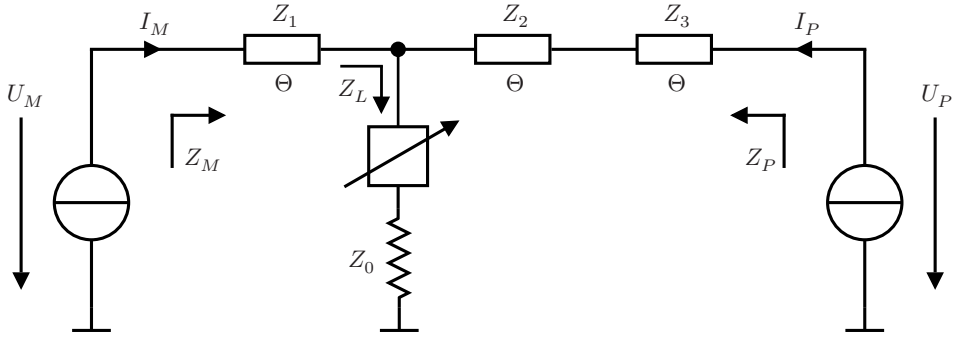 I_M Z_1 Z_2 Z_3 I_P
Θ Θ Θ
U_M Z_L U_P
Z_M Z_P
Z_0